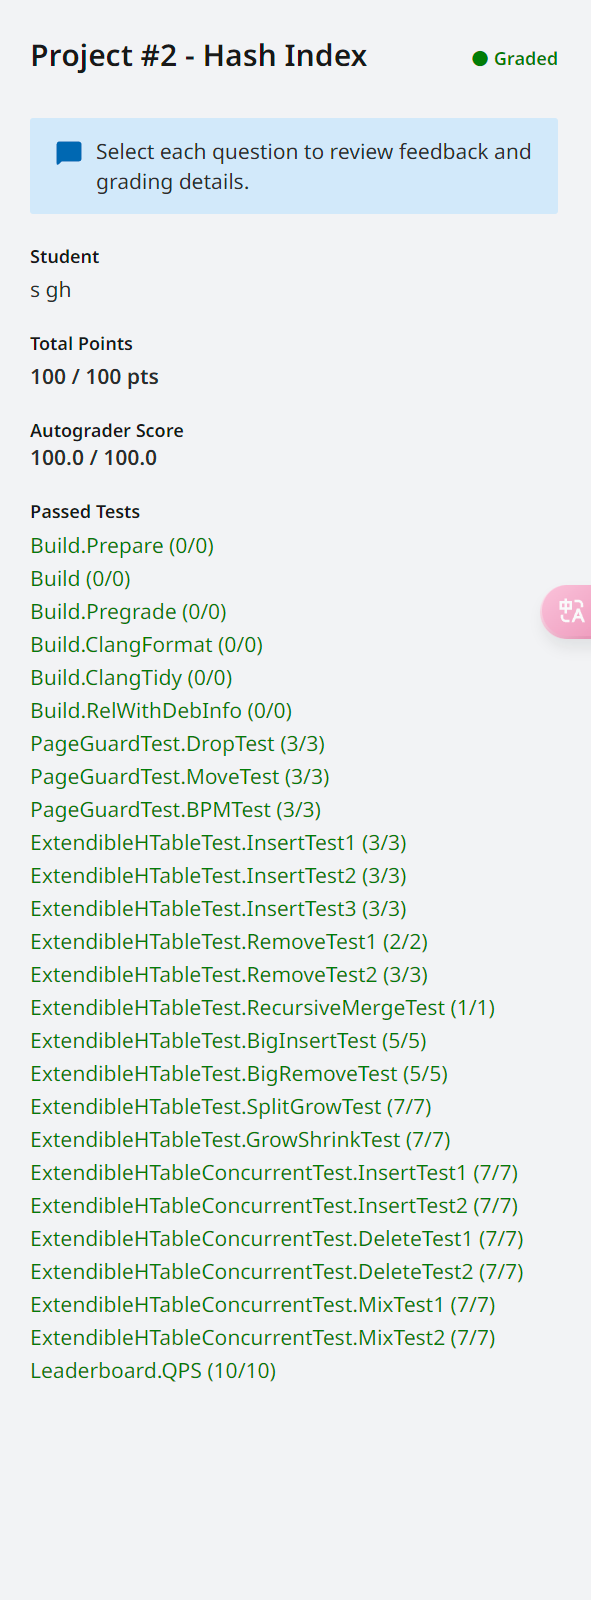 Project #2 - Hash Index
Graded
Select each question to review feedback and
grading details.
Student
s gh
Total Points
100 / 100 pts
Autograder Score
100.0 / 100.0
Passed Tests
Build.Prepare (0/0)
Build (0/0)
Build.Pregrade (0/0)
Build.ClangFormat (0/0)
Build.ClangTidy (0/0)
Build.RelWithDebInfo (0/0)
PageGuardTest.DropTest (3/3)
PageGuardTest.MoveTest (3/3)
PageGuardTest.BPMTest (3/3)
ExtendibleHTableTest.InsertTest1 (3/3)
ExtendibleHTableTest.InsertTest2 (3/3)
ExtendibleHTableTest.InsertTest3 (3/3)
ExtendibleHTableTest.RemoveTest1 (2/2)
ExtendibleHTableTest.RemoveTest2 (3/3)
ExtendibleHTableTest.RecursiveMergeTest (1/1)
ExtendibleHTableTest.BigInsertTest (5/5)
ExtendibleHTableTest.BigRemoveTest (5/5)
ExtendibleHTableTest.SplitGrowTest (7/7)
ExtendibleHTableTest.GrowShrinkTest (7/7)
ExtendibleHTableConcurrentTest.InsertTest1 (7/7)
ExtendibleHTableConcurrentTest.InsertTest2 (7/7)
ExtendibleHTableConcurrentTest.DeleteTest1 (7/7)
ExtendibleHTableConcurrentTest.DeleteTest2 (7/7)
ExtendibleHTableConcurrentTest.MixTest1 (7/7)
ExtendibleHTableConcurrentTest.MixTest2 (7/7)
Leaderboard.QPS (10/10)
中A